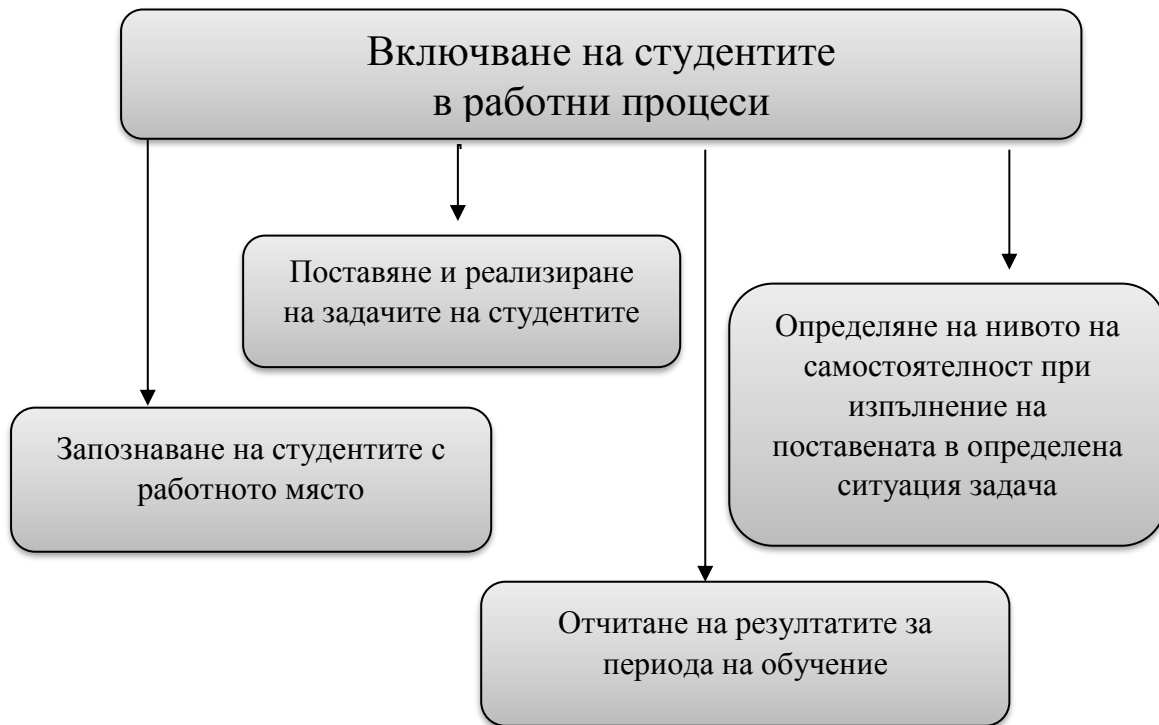 Включване на студентите
в работни процеси
Поставяне и реализиране
на задачите на студентите
Определяне на нивото на
самостоятелност при
изпълнение на
поставената в определена
ситуация задача
Запознаване на студентите с
работното място
Отчитане на резултатите за
периода на обучение